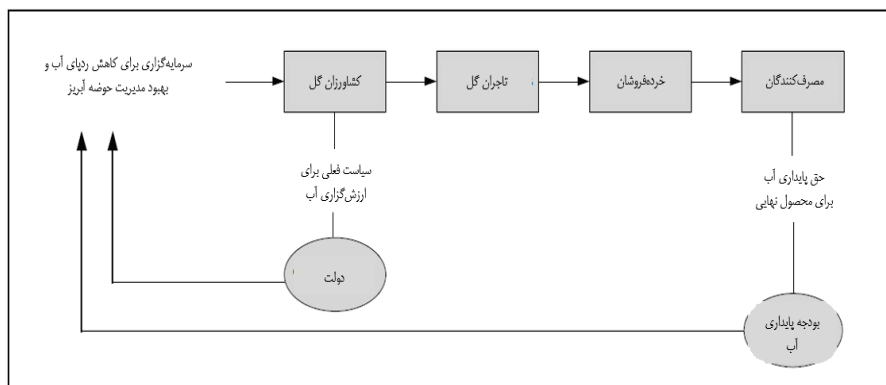 سرمایه‌گزاری برای کاهش ردپای آب و
بهبود مدیریت حوضه آبریز
کشاورزان گل
تاجران گل
خرده‌فروشان
مصرف‌کنندگان
سیاست فعلی برای
ارزش‌گزاری آب
حق پایداری آب
برای محصول نهایی
دولت
بودجه پایداری
آب